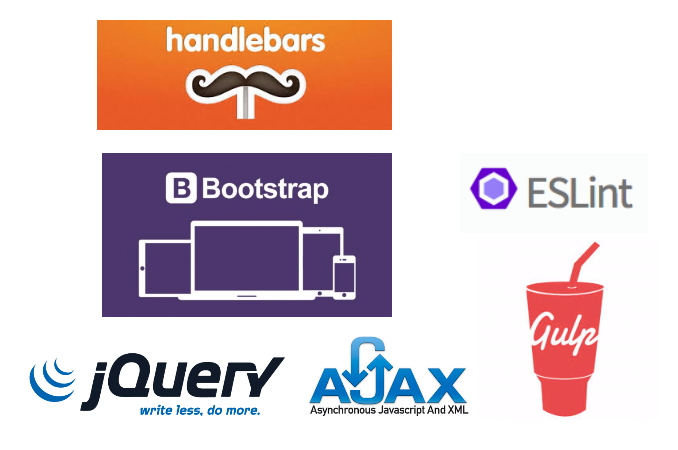 handlebars
B Bootstrap
ESLint
Gulp
jQuery
write less, do more.
AJAX
Asynchronous Javascript And XML